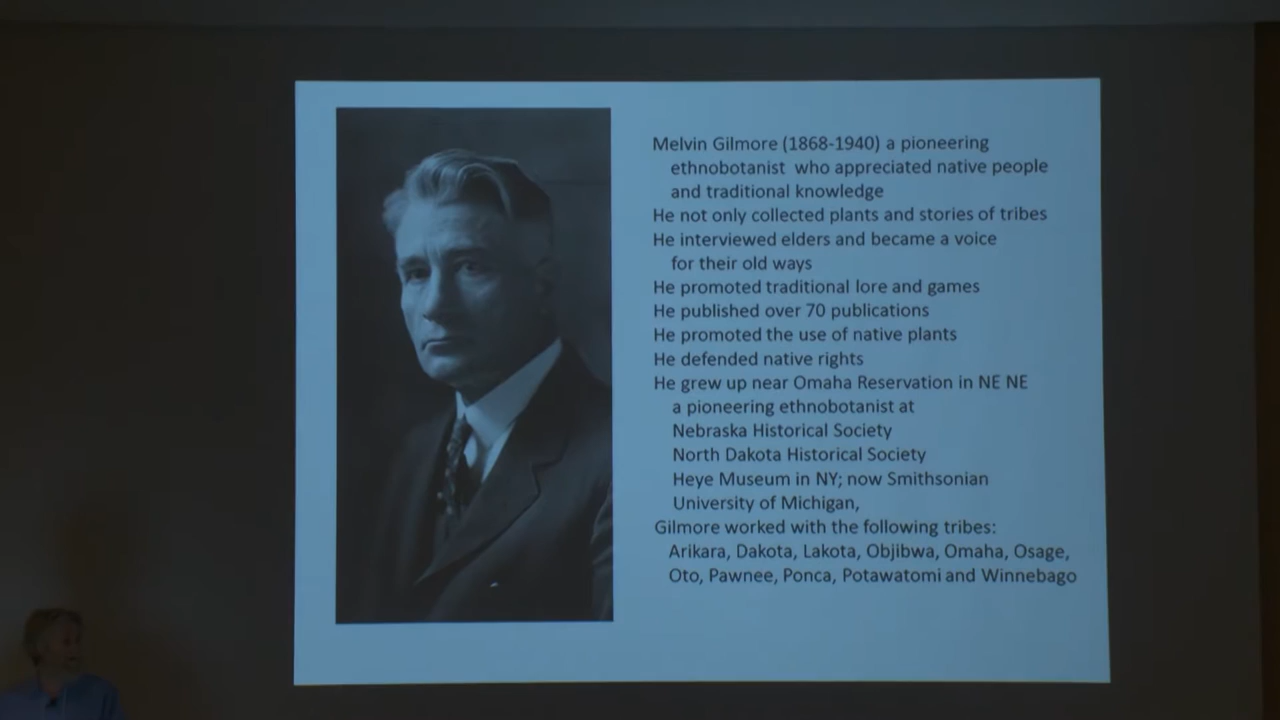 Melvin Gilmore (1868-1940) a pioneering
ethnobotanist who appreciated native people
and traditional knowledge
He not only collected plants and stories of tribes
He interviewed elders and became a voice
for their old ways
He promoted traditional lore and games
He published over 70 publications
He promoted the use of native plants
He defended native rights
He grew up near Omaha Reservation in NE NE
a pioneering ethnobotanist at
Nebraska Historical Society
North Dakota Historical Society
Heye Museum in NY; now Smithsonian
University of Michigan,
Gilmore worked with the following tribes:
Arikara, Dakota, Lakota, Objibwa, Omaha, Osage,
Oto, Pawnee, Ponca, Potawatomi and Winnebago